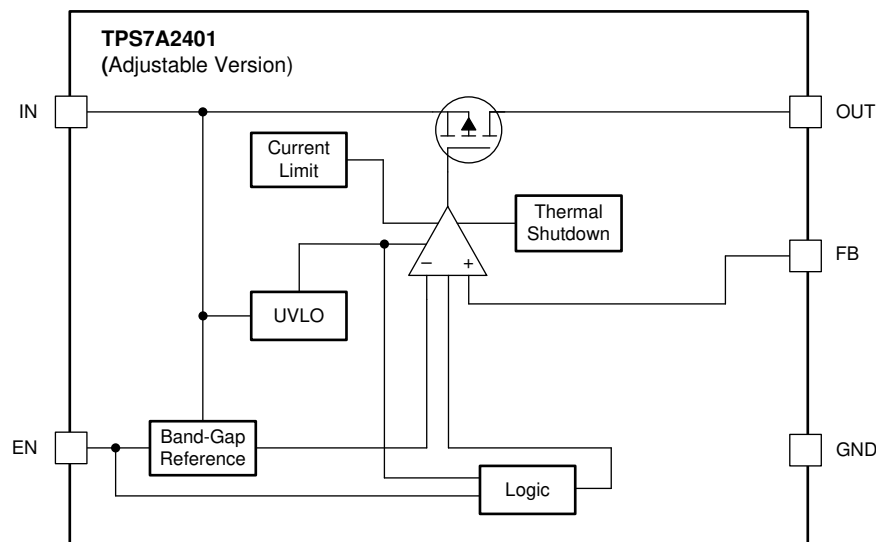 TPS7A2401
(Adjustable Version)
IN
OUT
Current
Limit
Thermal
Shutdown
− +
FB
UVLO
EN
Band-Gap
Reference
GND
Logic